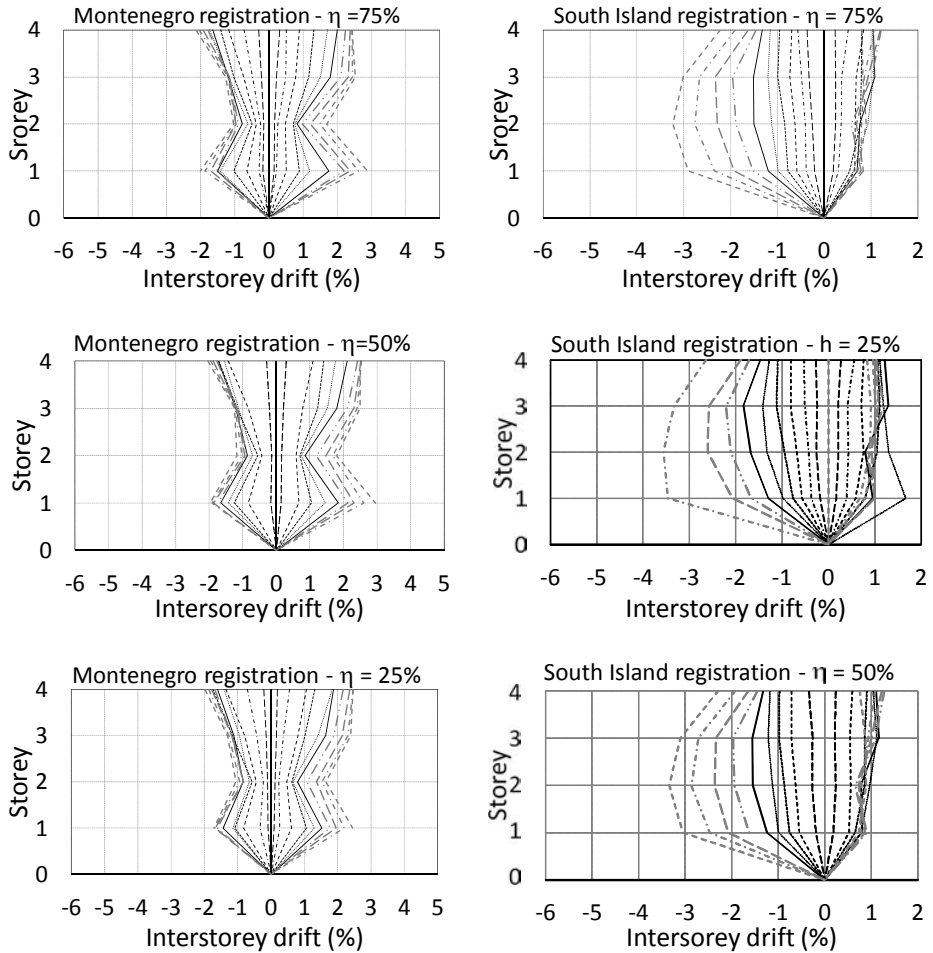 Montenegro registration - η =75%
Srorey
4
3
2
1
0
-6 -5 -4 -3 -2 -1 0 1 2 3 4 5
Interstorey drift (%)
South Island registration - η = 75%
Srorey
4
3
2
1
0
-6 -5 -4 -3 -2 -1 0 1 2
Interstorey drift (%)
Montenegro registration - η=50%
Storey
4
3
2
1
0
-6 -5 -4 -3 -2 -1 0 1 2 3 4 5
Intersorey drift (%)
South Island registration - h = 25%
Storey
4
3
2
1
0
-6 -5 -4 -3 -2 -1 0 1 2
Interstorey drift (%)
Montenegro registration - η = 25%
Storey
4
3
2
1
0
-6 -5 -4 -3 -2 -1 0 1 2 3 4 5
Interstorey drift (%)
South Island registration - η = 50%
Storey
4
3
2
1
0
-6 -5 -4 -3 -2 -1 0 1 2
Intersorey drift (%)